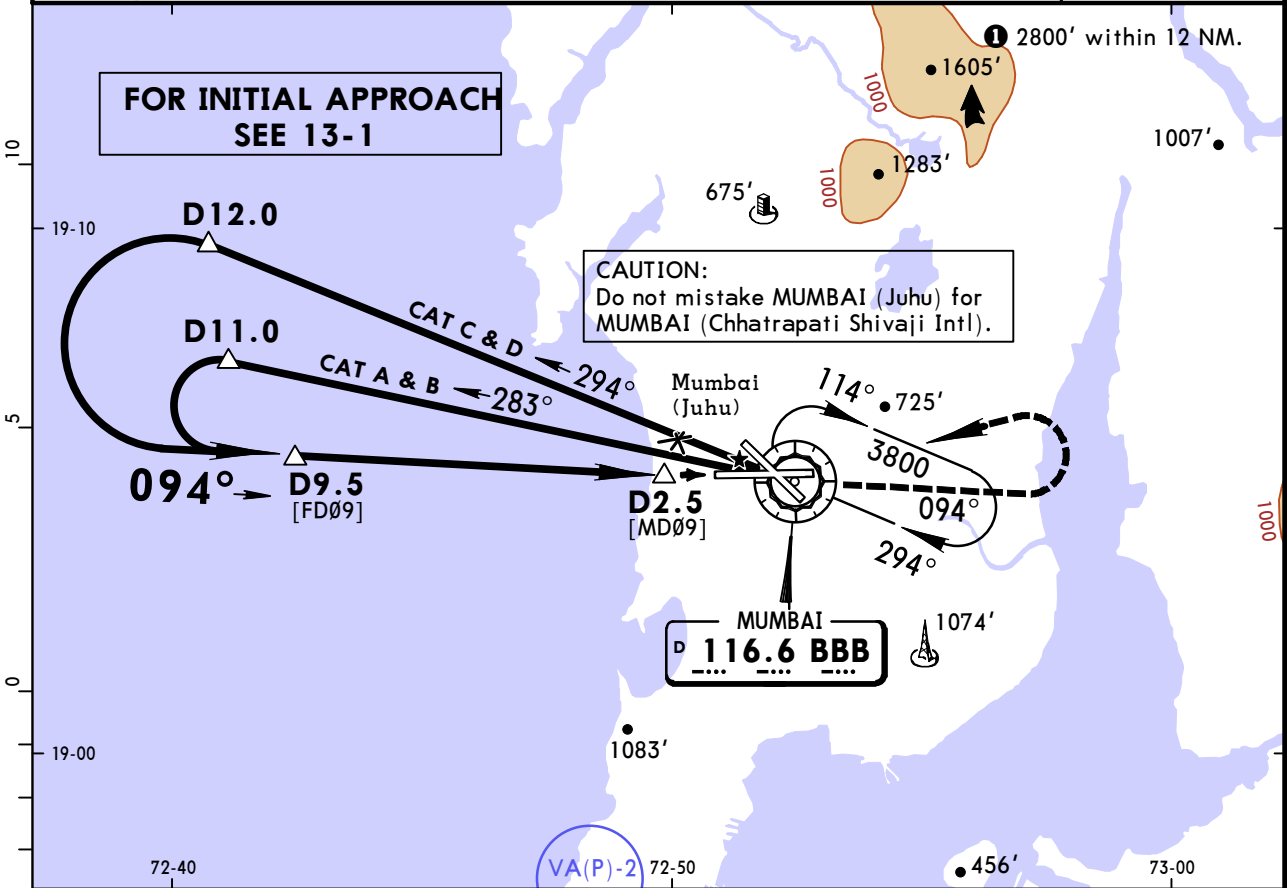 ❶ 2800′ within 12 NM.
1605′
1000
FOR INITIAL APPROACH
SEE 13-1
1007′
10
1283′
1000
675′
D12.0
19-10
CAUTION:
Do not mistake MUMBAI (Juhu) for
MUMBAI (Chhatrapati Shivaji Intl).
CAT C & D
294°
D11.0
CAT A & B
283°
Mumbai
(Juhu)
114°
725′
5
3800
094°
D9.5
[FDØ9]
D2.5
[MDØ9]
094°
294°
1000
MUMBAI
D 116.6 BBB
1074′
0
1083′
19-00
72-40
VA(P)-2
72-50
456′
73-00